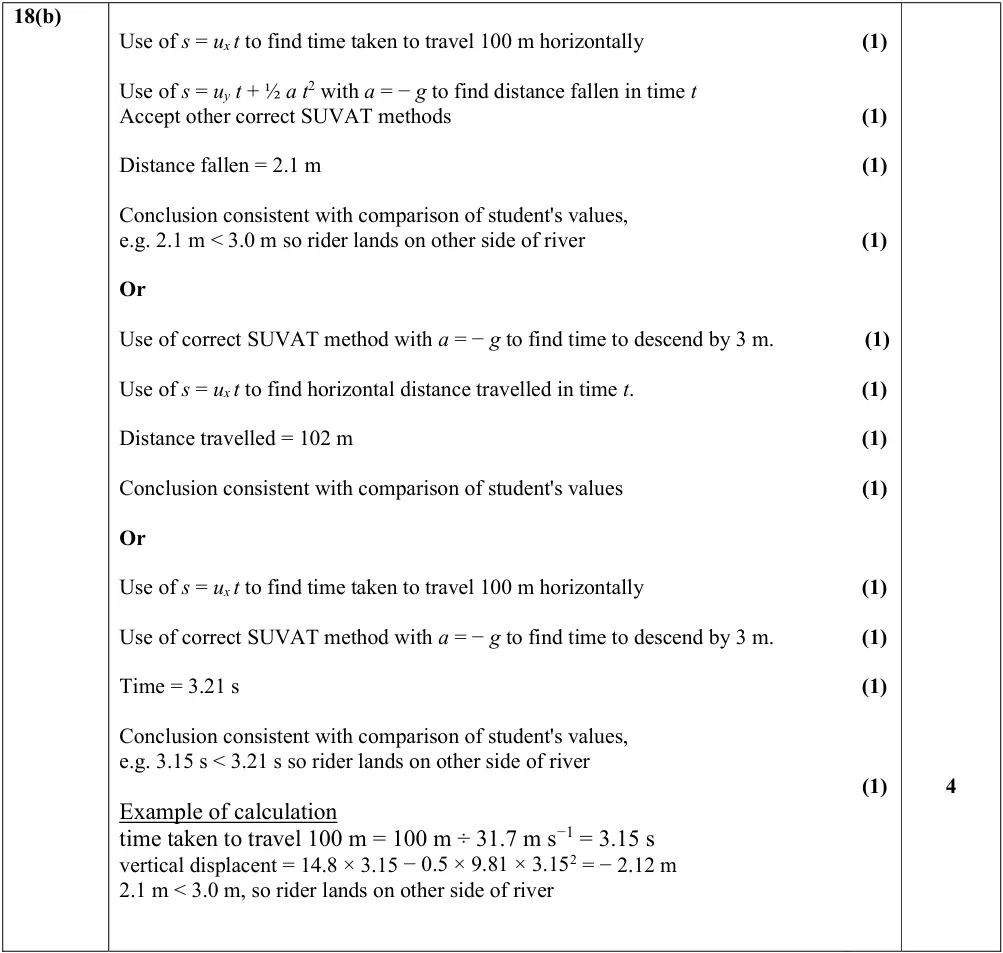 18(b)
Use of s = uₓ t to find time taken to travel 100 m horizontally (1)
Use of s = u_y t + ½ a t² with a = − g to find distance fallen in time t
Accept other correct SUVAT methods (1)
Distance fallen = 2.1 m (1)
Conclusion consistent with comparison of student's values,
e.g. 2.1 m < 3.0 m so rider lands on other side of river (1)
Or
Use of correct SUVAT method with a = − g to find time to descend by 3 m. (1)
Use of s = uₓ t to find horizontal distance travelled in time t. (1)
Distance travelled = 102 m (1)
Conclusion consistent with comparison of student's values (1)
Or
Use of s = uₓ t to find time taken to travel 100 m horizontally (1)
Use of correct SUVAT method with a = − g to find time to descend by 3 m. (1)
Time = 3.21 s (1)
Conclusion consistent with comparison of student's values,
e.g. 3.15 s < 3.21 s so rider lands on other side of river
(1) 4
Example of calculation
time taken to travel 100 m = 100 m ÷ 31.7 m s⁻¹ = 3.15 s
vertical displacent = 14.8 × 3.15 − 0.5 × 9.81 × 3.15² = − 2.12 m
2.1 m < 3.0 m, so rider lands on other side of river